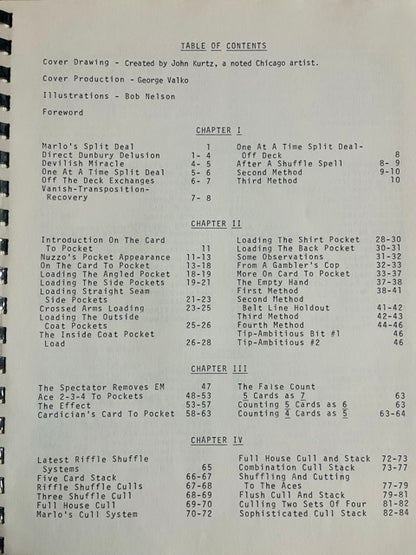 TABLE OF CONTENTS
Cover Drawing - Created by John Kurtz, a noted Chicago artist.
Cover Production - George Valko
Illustrations - Bob Nelson
Foreword
CHAPTER I
Marlo's Split Deal 1
Direct Dunbury Delusion 1- 4
Devilish Miracle 4- 5
One At A Time Split Deal 5- 6
Off The Deck Exchanges 6- 7
Vanish-Transposition-
Recovery 7- 8
One At A Time Split Deal-
Off Deck 8
After A Shuffle Spell 8- 9
Second Method 9-10
Third Method 10
CHAPTER II
Introduction On The Card
To Pocket 11
Nuzzo's Pocket Appearance 11-13
On The Card To Pocket 13-18
Loading The Angled Pocket 18-19
Loading The Side Pockets 19-21
Loading Straight Seam
Side Pockets 21-23
Crossed Arms Loading 23-25
Loading The Outside
Coat Pockets 25-26
The Inside Coat Pocket
Load 26-28
Loading The Shirt Pocket 28-30
Loading The Back Pocket 30-31
Some Observations 31-32
From A Gambler's Cop 32-33
More On Card To Pocket 33-37
The Empty Hand 37-38
First Method 38-41
Second Method
Belt Line Holdout 41-42
Third Method 42-43
Fourth Method 44-46
Tip-Ambitious Bit #1 46
Tip-Ambitious #2 46
CHAPTER III
The Spectator Removes EM 47
Ace 2-3-4 To Pockets 48-53
The Effect 53-57
Cardician's Card To Pocket 58-63
The False Count
5 Cards as 7 63
Counting 5 Cards as 6 63
Counting 4 Cards as 5 63-64
CHAPTER IV
Latest Riffle Shuffle
Systems 65
Five Card Stack 66-67
Riffle Shuffle Culls 67-68
Three Shuffle Cull 68-69
Full House Cull 69-70
Marlo's Cull System 70-72
Full House Cull and Stack 72-73
Combination Cull Stack 73-77
Shuffling And Cutting
To The Aces 77-79
Flush Cull And Stack 79-81
Culling Two Sets Of Four 81-82
Sophisticated Cull Stack 82-84